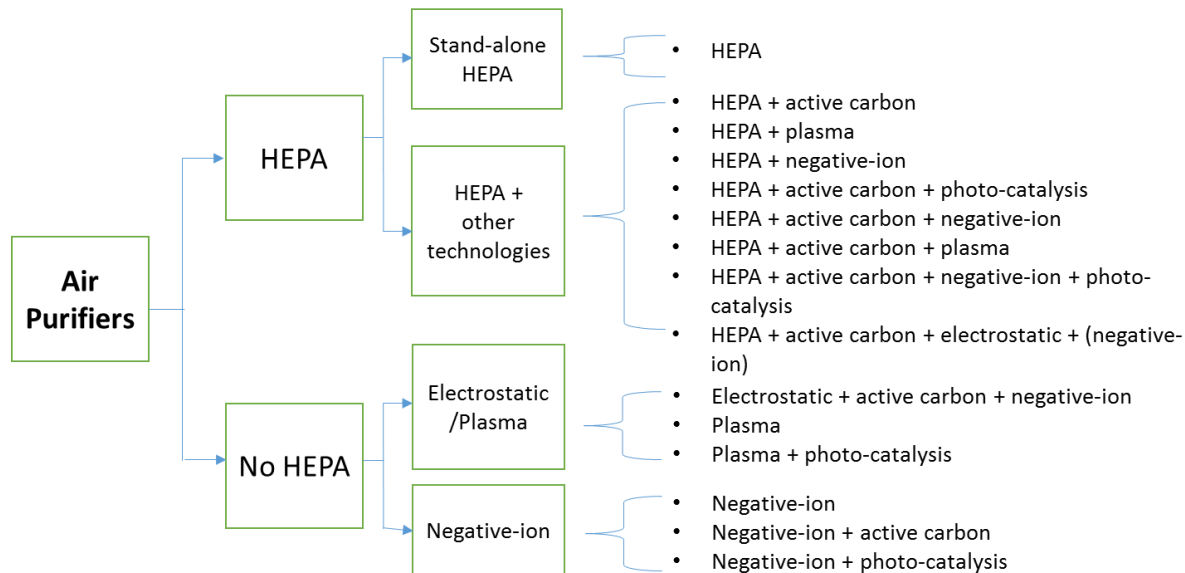 Air
Purifiers
HEPA
No HEPA
Stand-alone
HEPA
HEPA +
other
technologies
Electrostatic
/Plasma
Negative-ion
• HEPA
• HEPA + active carbon
• HEPA + plasma
• HEPA + negative-ion
• HEPA + active carbon + photo-catalysis
• HEPA + active carbon + negative-ion
• HEPA + active carbon + plasma
• HEPA + active carbon + negative-ion + photo-
catalysis
• HEPA + active carbon + electrostatic + (negative-
ion)
• Electrostatic + active carbon + negative-ion
• Plasma
• Plasma + photo-catalysis
• Negative-ion
• Negative-ion + active carbon
• Negative-ion + photo-catalysis